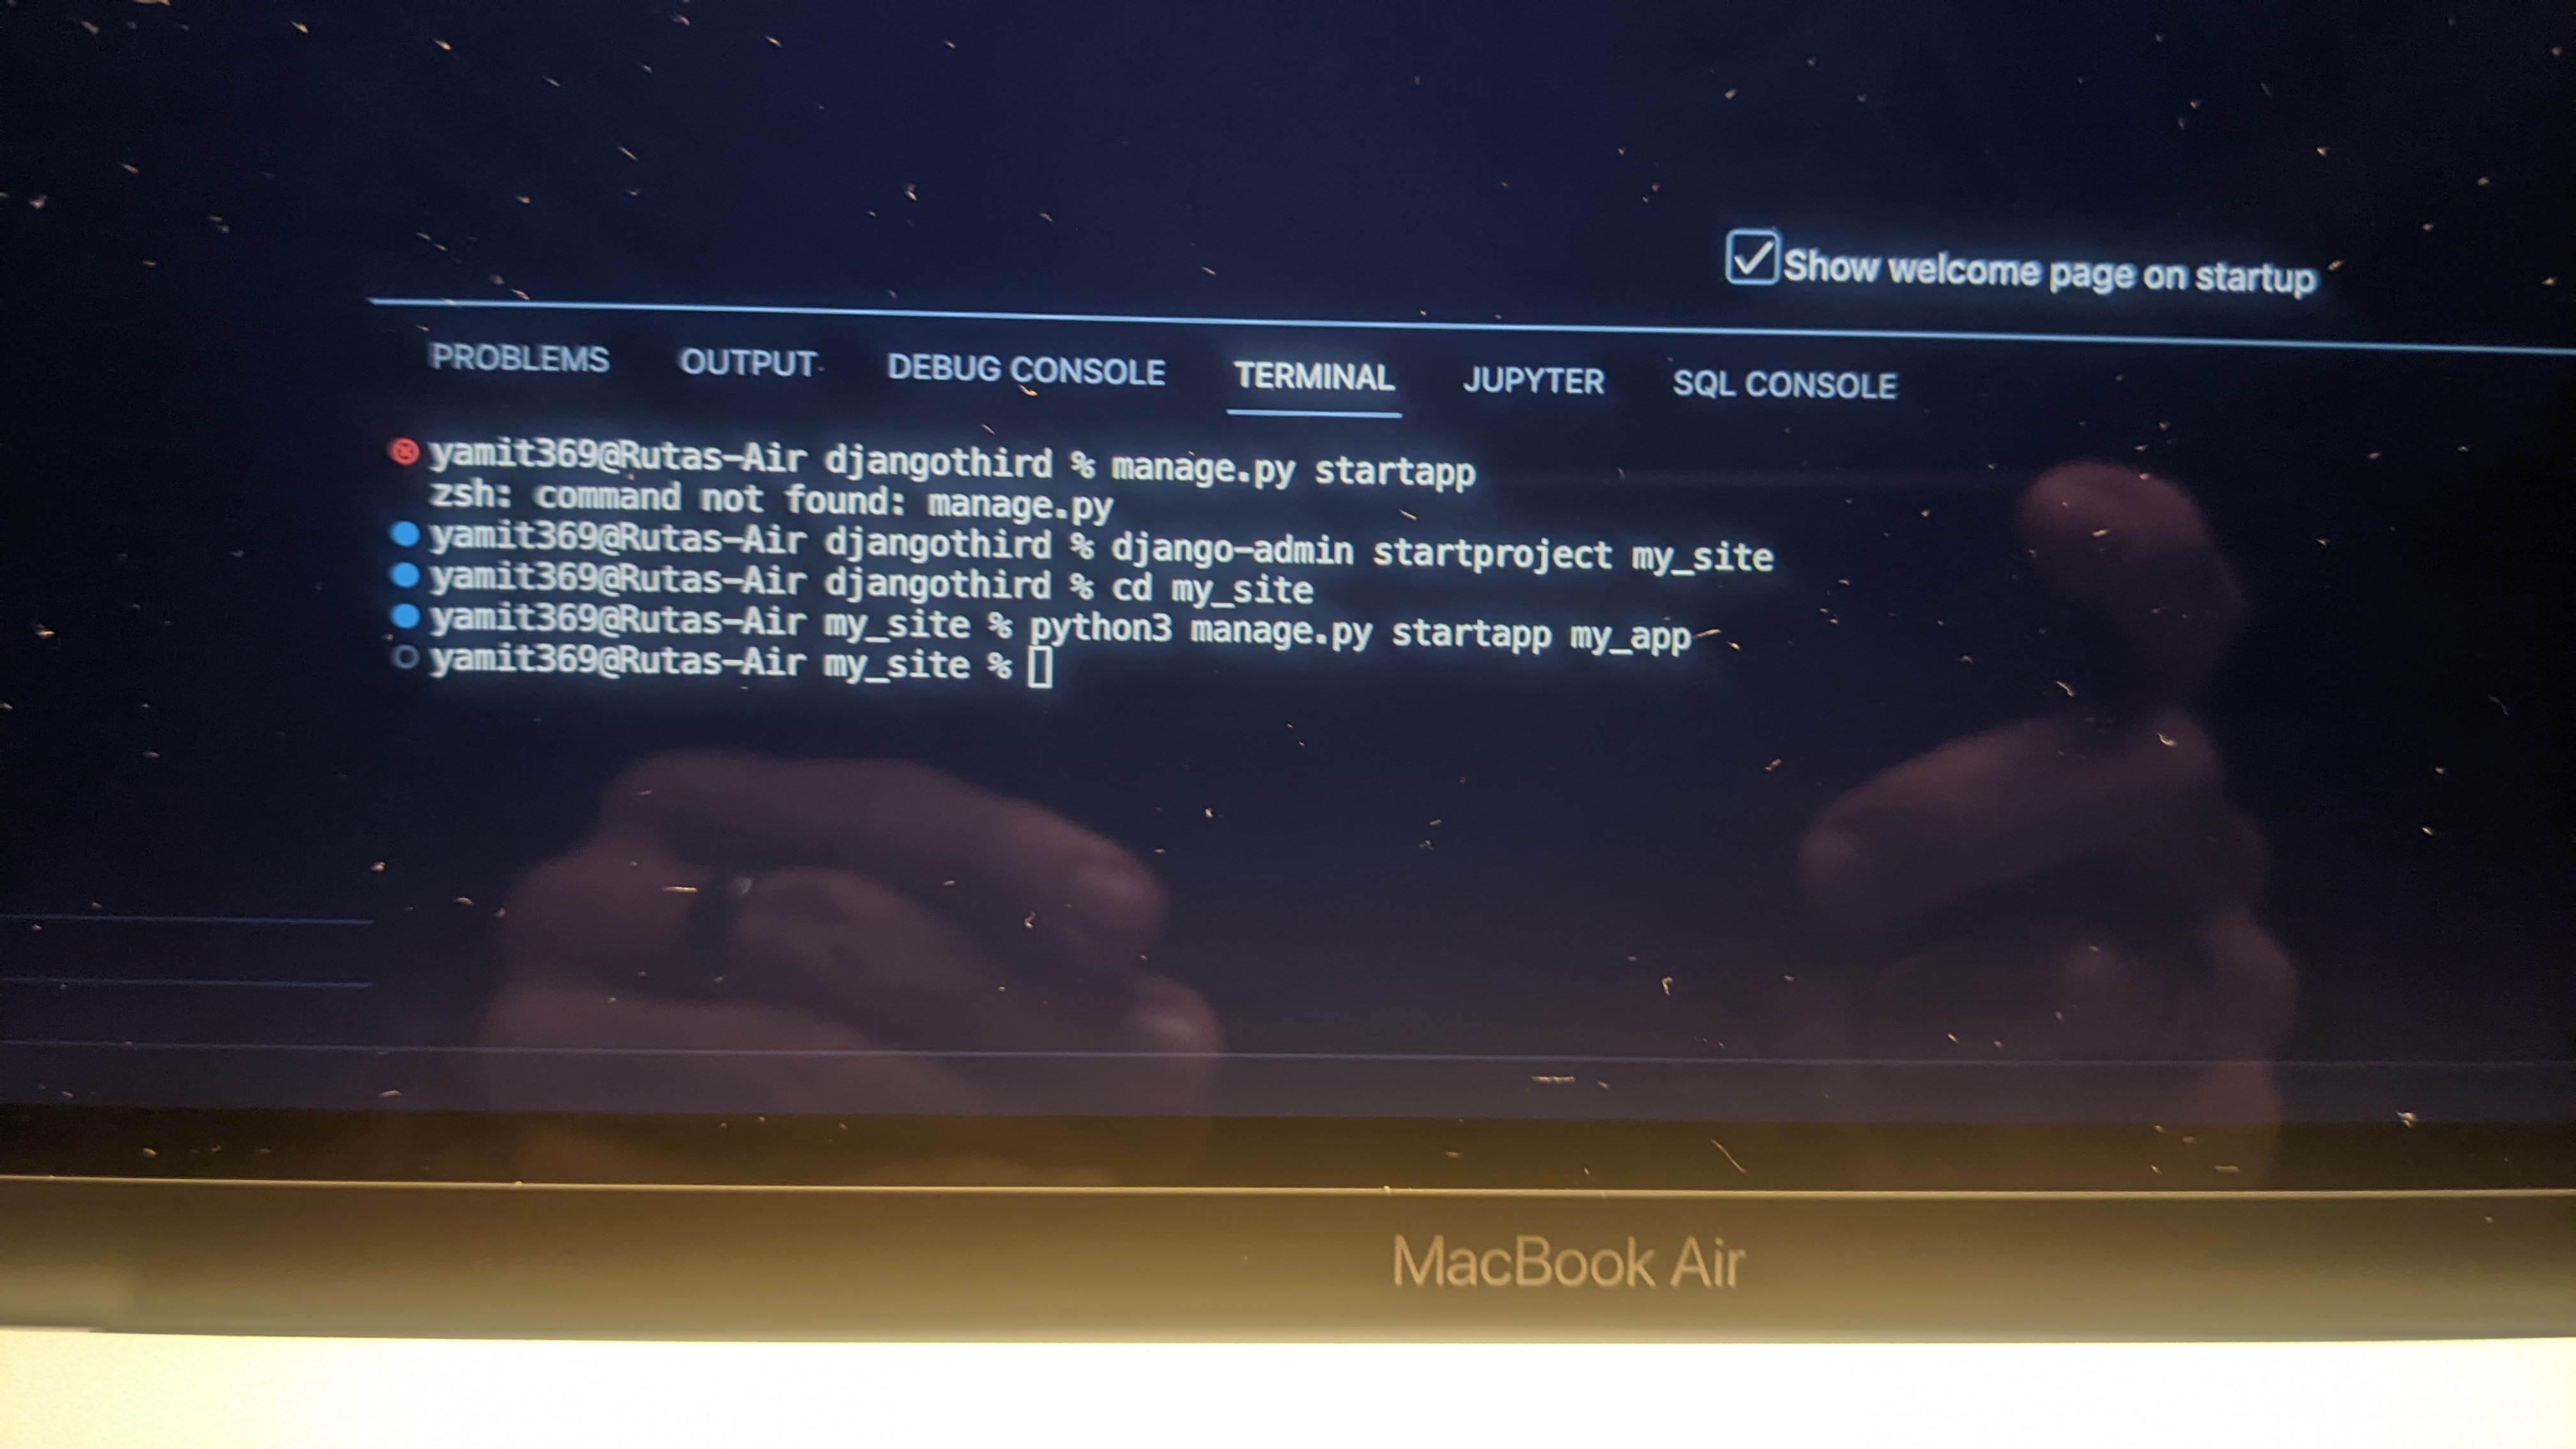 Show welcome page on startup
PROBLEMS OUTPUT DEBUG CONSOLE TERMINAL JUPYTER SQL CONSOLE
yamit369@Rutas-Air djangothird % manage.py startapp
zsh: command not found: manage.py
yamit369@Rutas-Air djangothird % django-admin startproject my_site
yamit369@Rutas-Air djangothird % cd my_site
yamit369@Rutas-Air my_site % python3 manage.py startapp my_app
yamit369@Rutas-Air my_site %
MacBook Air